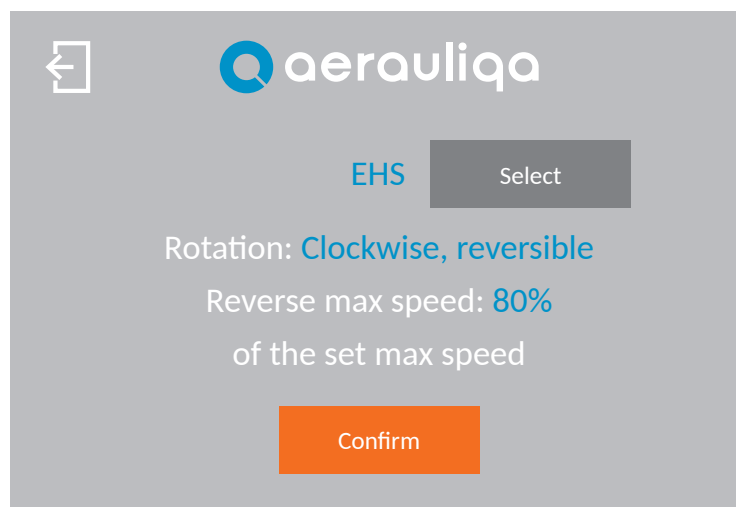 aerauliqa
EHS Select
Rotation: Clockwise, reversible
Reverse max speed: 80%
of the set max speed
Confirm